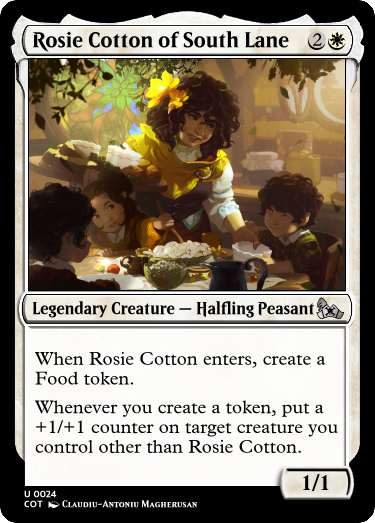 Rosie Cotton of South Lane 2
Legendary Creature — Halfling Peasant
When Rosie Cotton enters, create a
Food token.
Whenever you create a token, put a
+1/+1 counter on target creature you
control other than Rosie Cotton.
1/1
U 0024
COT Claudiu-Antoniu Magherusan